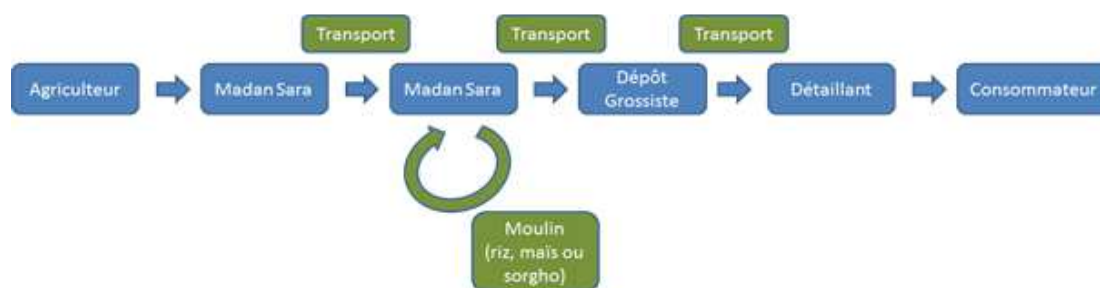 Transport
Transport
Transport
Agriculteur
Madan Sara
Madan Sara
Dépôt
Grossiste
Détaillant
Consommateur
Moulin
(riz, maïs ou
sorgho)